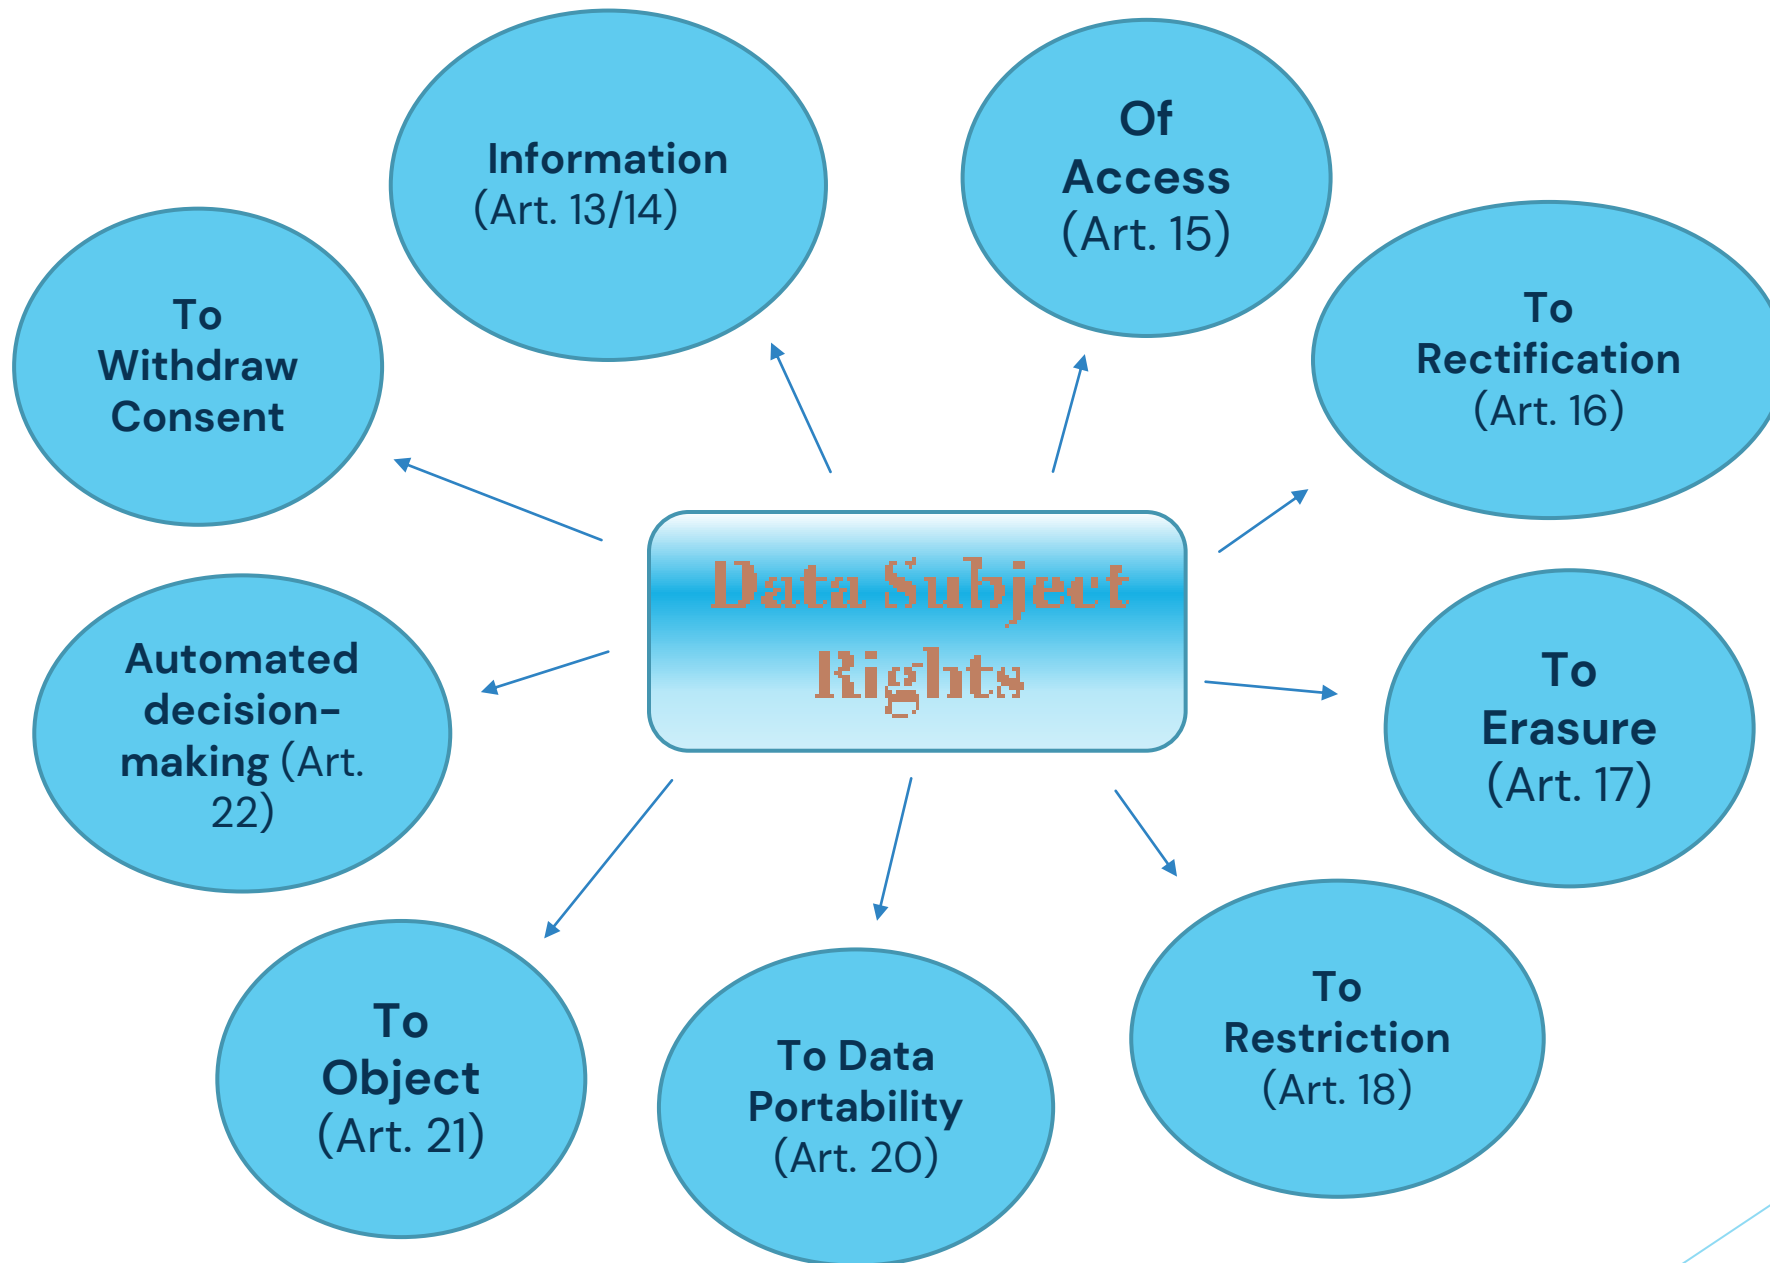 Information
(Art. 13/14)
Of
Access
(Art. 15)
To
Rectification
(Art. 16)
To
Withdraw
Consent
Data Subject
Rights
Automated
decision-
making (Art.
22)
To
Erasure
(Art. 17)
To
Object
(Art. 21)
To Data
Portability
(Art. 20)
To
Restriction
(Art. 18)